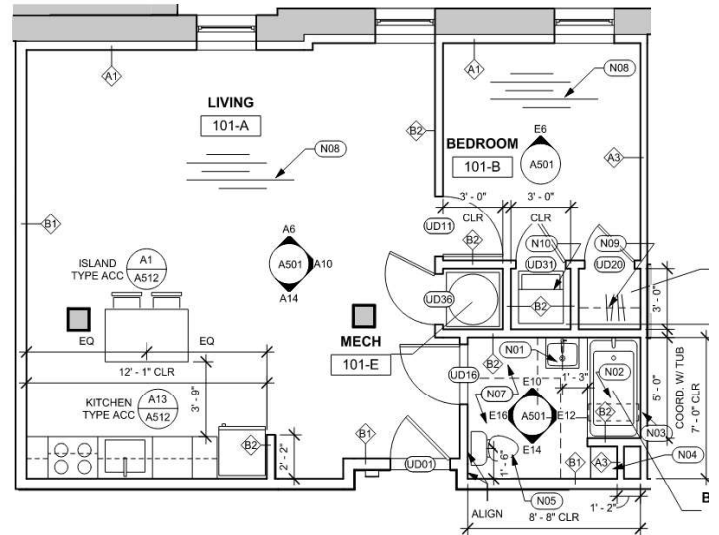 A1
A1
LIVING
101-A
N08
B2
BEDROOM
101-B
E6
A501
N08
A3
N08
B1
ISLAND
TYPE ACC
A1
A512
A6
A501
A10
A14
3' - 0"
CLR
3' - 0"
CLR
UD11
B2
N10
UD31
N09
UD20
UD36
B2
3' - 0"
MECH
101-E
EQ
EQ
12' - 1" CLR
3' - 9"
KITCHEN
TYPE ACC
A13
A512
B2
2' - 2"
B1
UD01
UD16
B2
N01
1' - 3"
N02
5' - 0"
COORD. W/ TUB
7' - 0" CLR
N07
E10
E16
A501
E12
E14
B2
N03
N04
A3
B1
1' - 6"
N05
1' - 2"
ALIGN
8' - 8" CLR
B